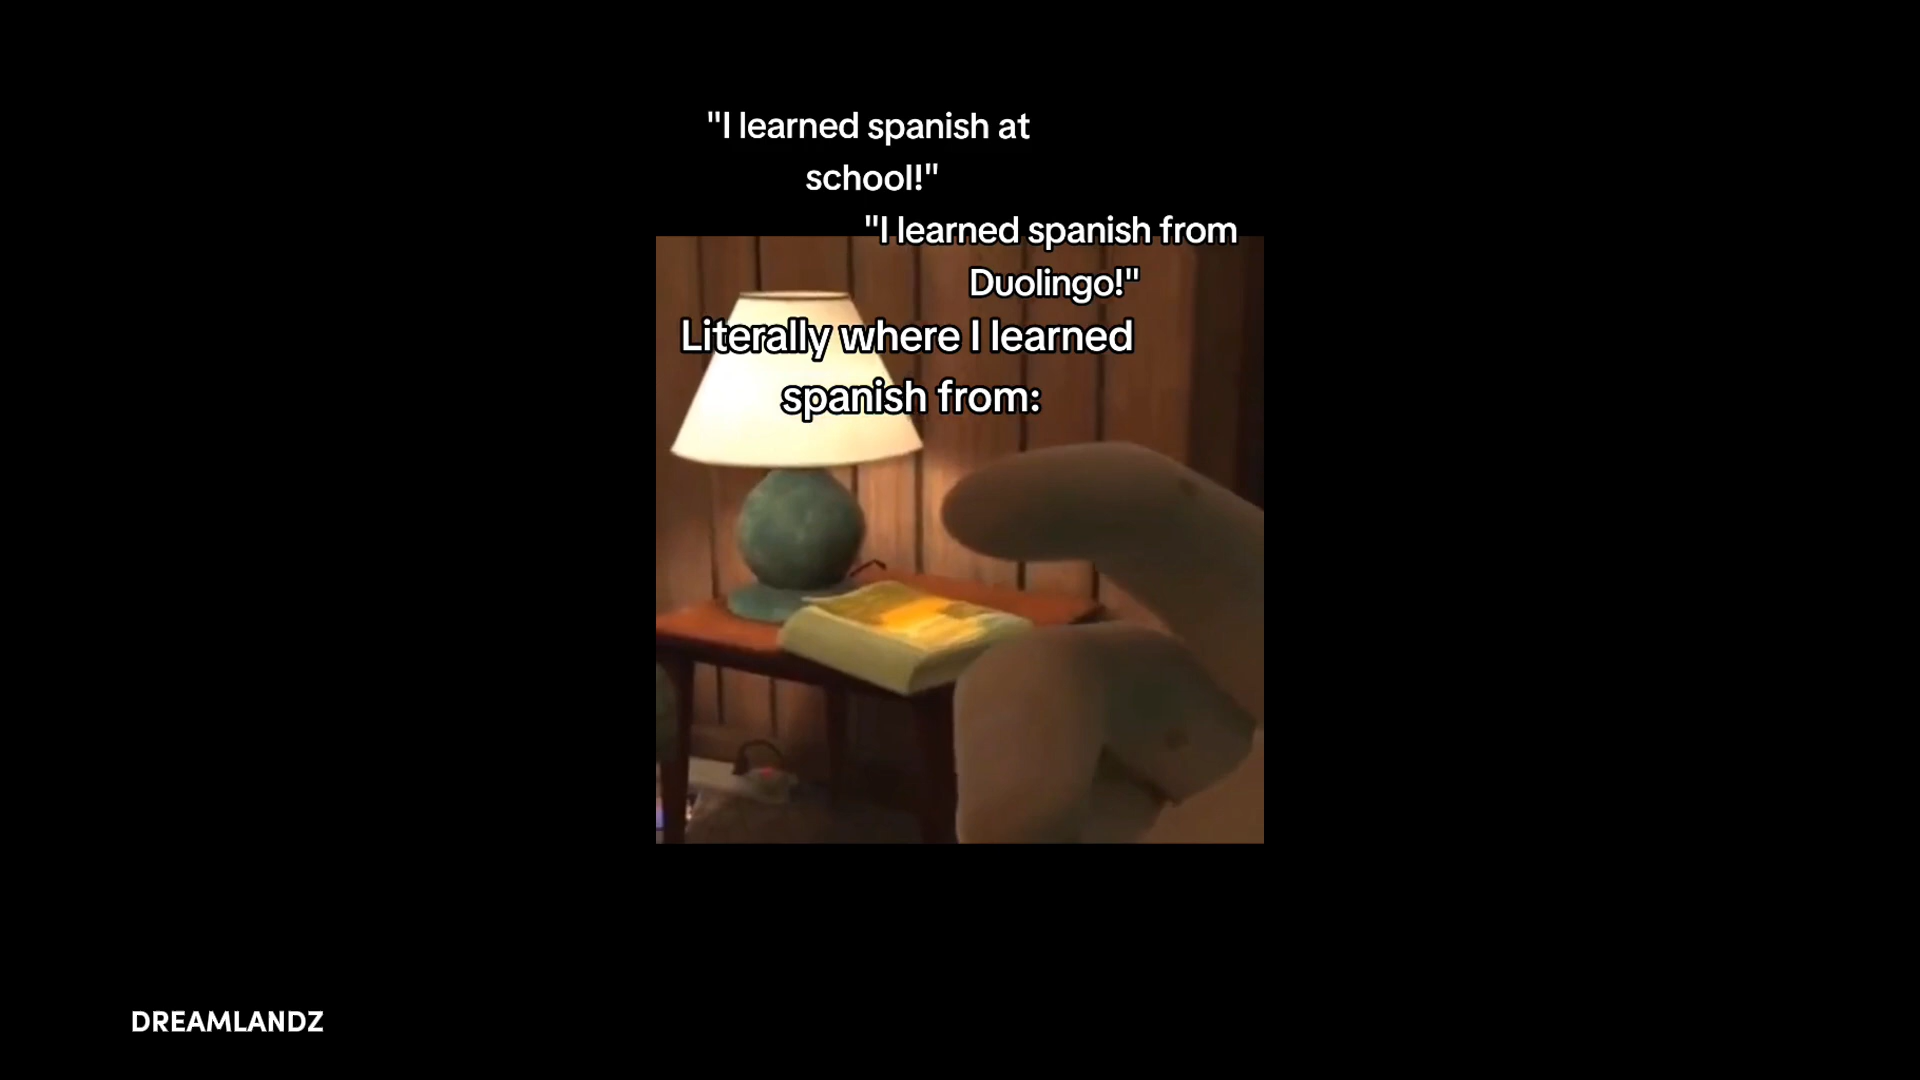 "I learned spanish at
school!"
"I learned spanish from
Duolingo!"
Literally where I learned
spanish from:
DREAMLANDZ